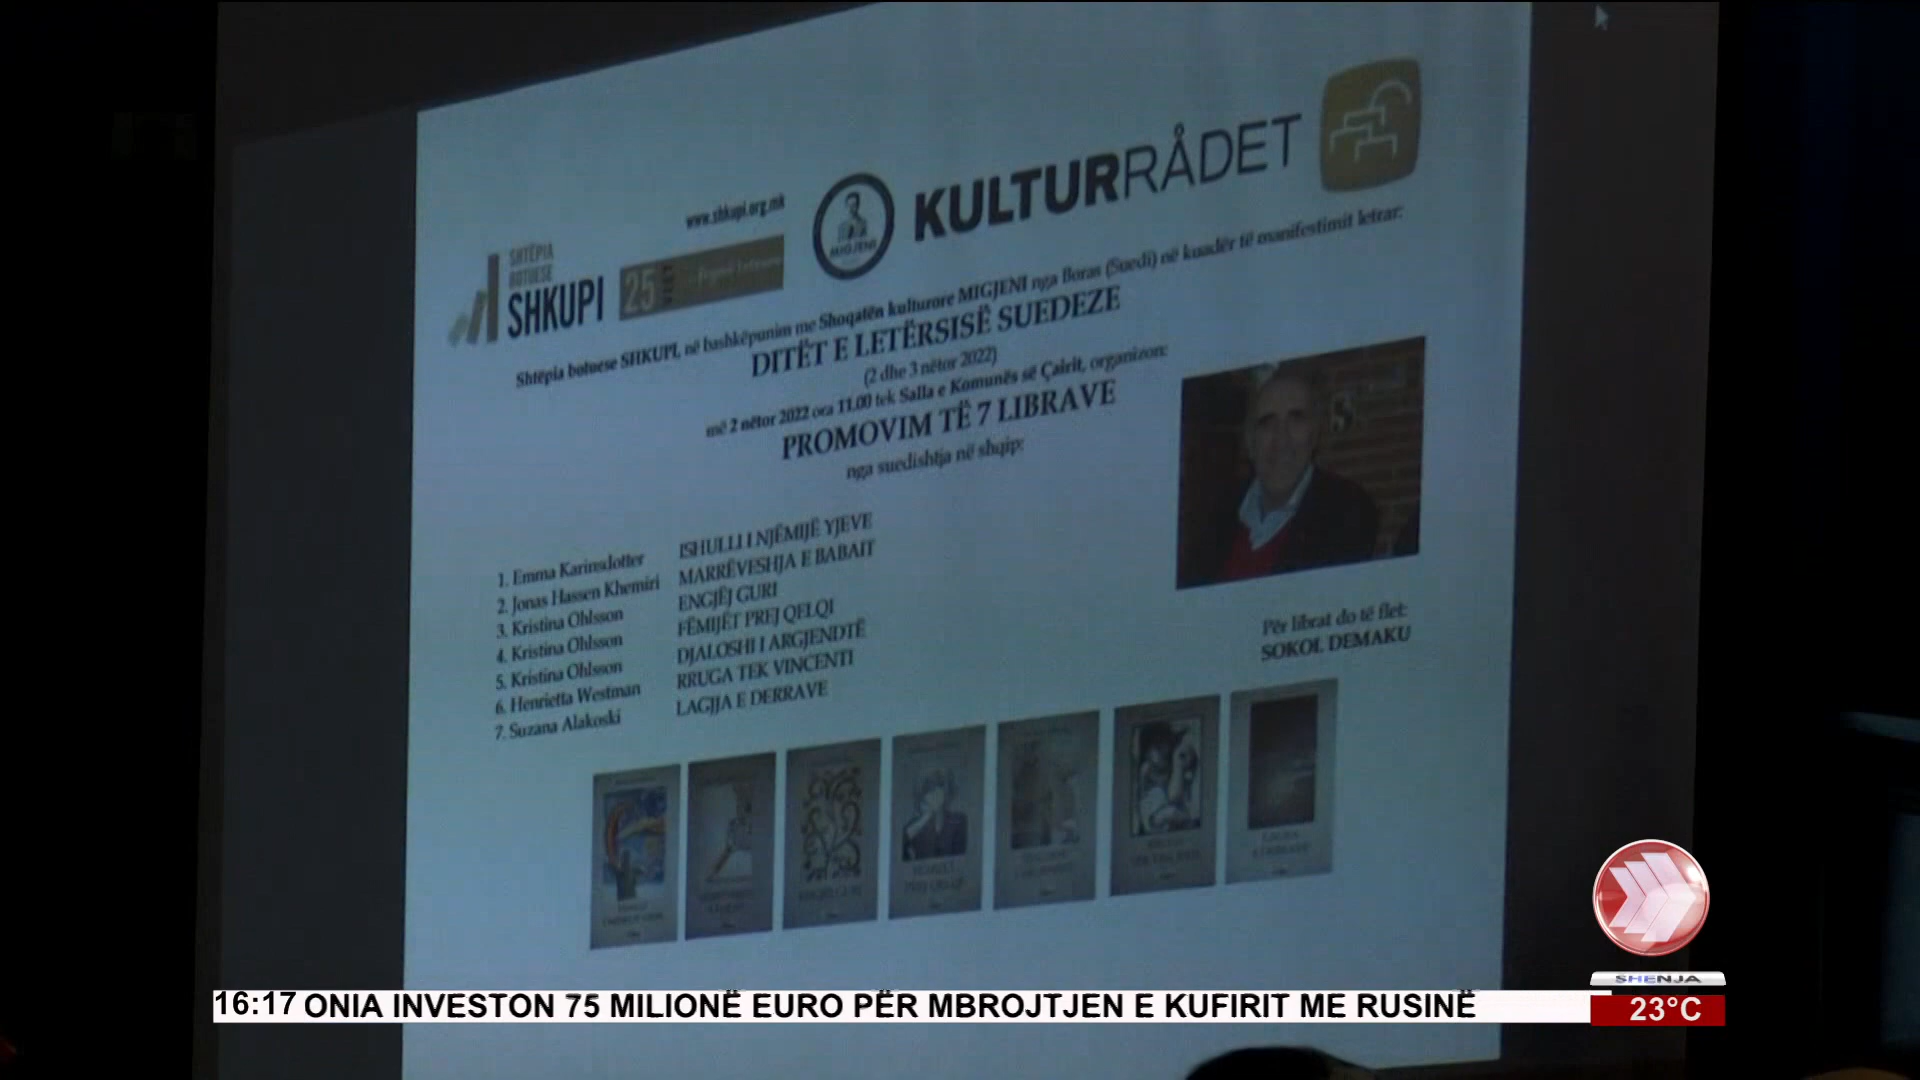 www.shkupi.org.mk
SHTËPIA
BOTUESE
SHKUPI
25
MIGJENI
KULTURRÅDET
Shtëpia botuese SHKUPI, në bashkëpunim me Shoqatën kulturore MIGJENI nga Boras (Suedi) në kuadër të manifestimit letrar:
DITËT E LETËRSISË SUEDEZE
(2 dhe 3 nëtor 2022)
më 2 nëtor 2022 ora 11.00 tek Salla e Komunës së Çairit, organizon:
PROMOVIM TË 7 LIBRAVE
nga suedishtja në shqip:
1. Emma Karinsdotter ISHULLI I NJËMIJË YJEVE
2. Jonas Hassen Khemiri MARRËVESHJA E BABAIT
3. Kristina Ohlsson ENGJËJ GURI
4. Kristina Ohlsson FËMIJËT PREJ QELQI
5. Kristina Ohlsson DJALOSHI I ARGJENDTË
6. Henrietta Westman RRUGA TEK VINCENTI
7. Suzana Alakoski LAGJJA E DERRAVE
Për librat do të flet:
SOKOL DEMAKU
SHENJA
16:17 ONIA INVESTON 75 MILIONË EURO PËR MBROJTJEN E KUFIRIT ME RUSINË
23°C